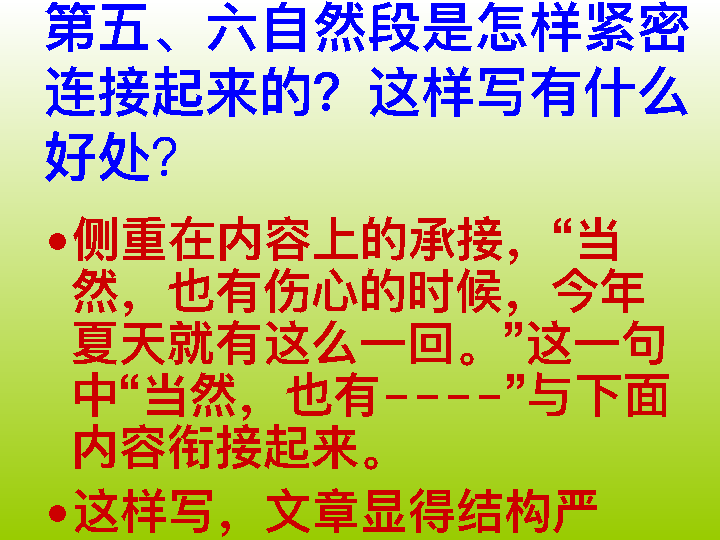 第五、六自然段是怎样紧密
连接起来的？这样写有什么
好处?
•侧重在内容上的承接，“当
然，也有伤心的时候，今年
夏天就有这么一回。”这一句
中“当然，也有----”与下面
内容衔接起来。
•这样写，文章显得结构严